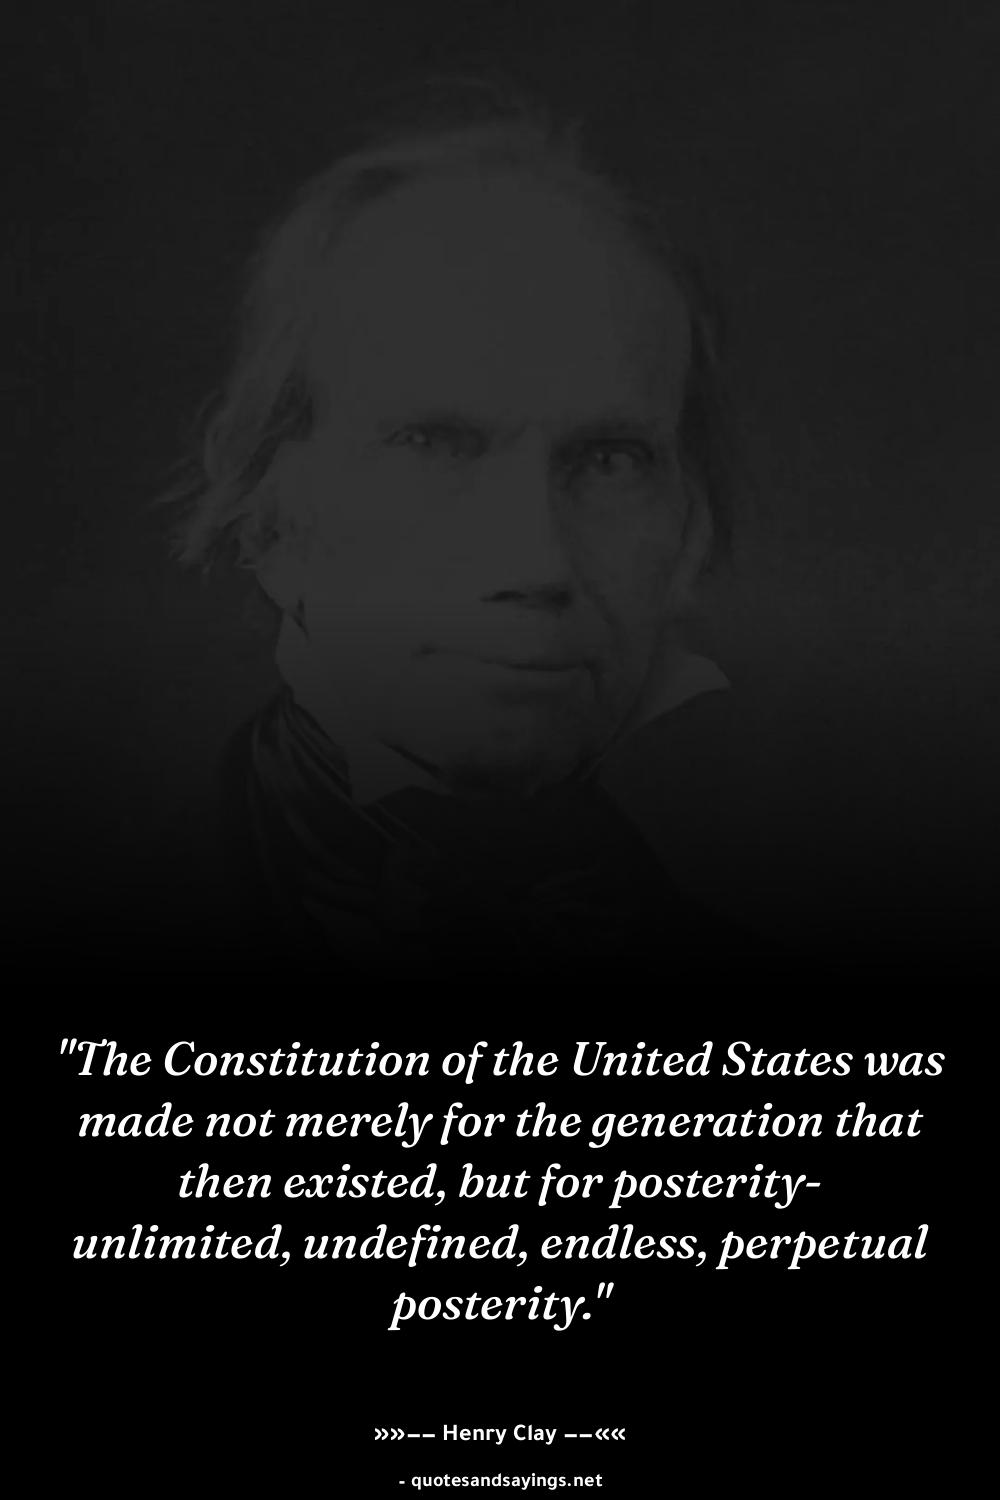 "The Constitution of the United States was
made not merely for the generation that
then existed, but for posterity-
unlimited, undefined, endless, perpetual
posterity."
»»—— Henry Clay ——««
- quotesandsayings.net